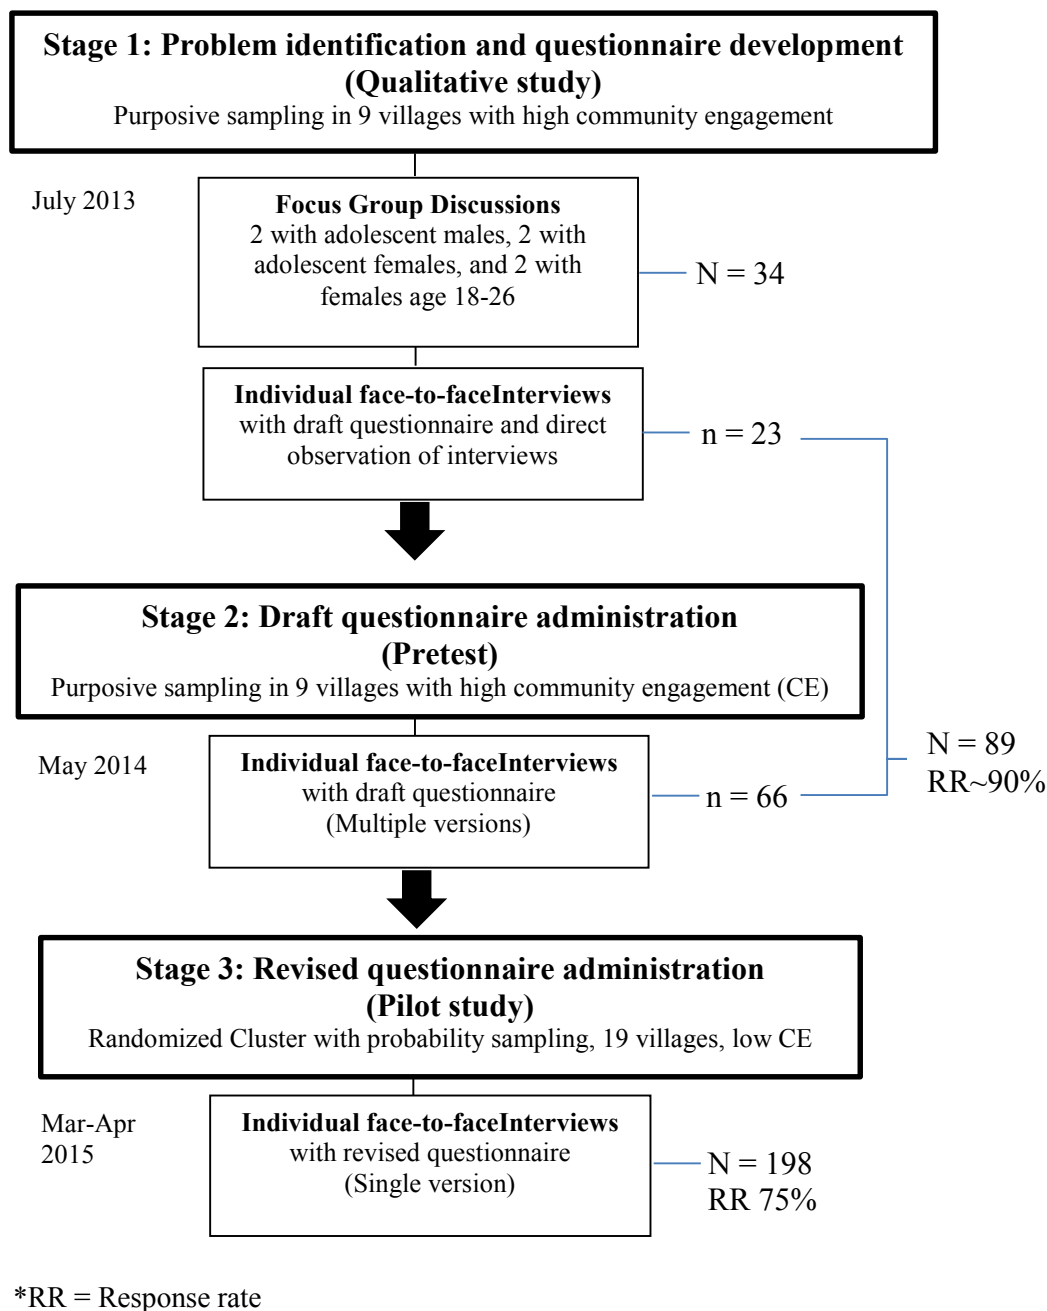 Stage 1: Problem identification and questionnaire development
(Qualitative study)
Purposive sampling in 9 villages with high community engagement
July 2013
Focus Group Discussions
2 with adolescent males, 2 with
adolescent females, and 2 with
females age 18-26
N = 34
Individual face-to-faceInterviews
with draft questionnaire and direct
observation of interviews
n = 23
Stage 2: Draft questionnaire administration
(Pretest)
Purposive sampling in 9 villages with high community engagement (CE)
May 2014
Individual face-to-faceInterviews
with draft questionnaire
(Multiple versions)
n = 66
N = 89
RR~90%
Stage 3: Revised questionnaire administration
(Pilot study)
Randomized Cluster with probability sampling, 19 villages, low CE
Mar-Apr
2015
Individual face-to-faceInterviews
with revised questionnaire
(Single version)
N = 198
RR 75%
*RR = Response rate